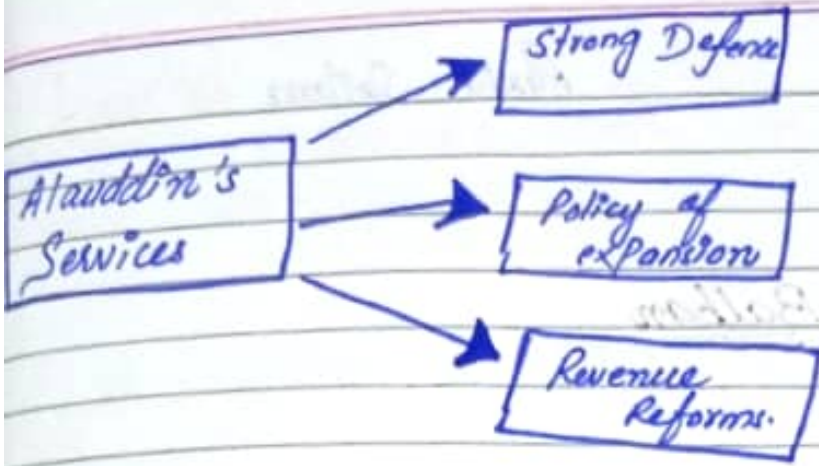 Strong Defence
Alauddin's
Services
Policy of
exPansion
Revenue
Reforms.